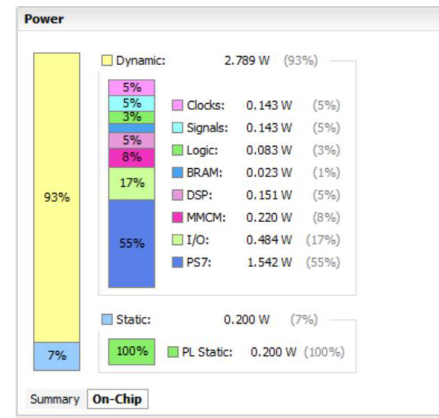 Power
Dynamic: 2.789 W (93%)
5%
5% Clocks: 0.143 W (5%)
3% Signals: 0.143 W (5%)
Logic: 0.083 W (3%)
5% BRAM: 0.023 W (1%)
8% DSP: 0.151 W (5%)
17% MMCM: 0.220 W (8%)
93% I/O: 0.484 W (17%)
55% PS7: 1.542 W (55%)
Static: 0.200 W (7%)
7% 100% PL Static: 0.200 W (100%)
Summary On-Chip